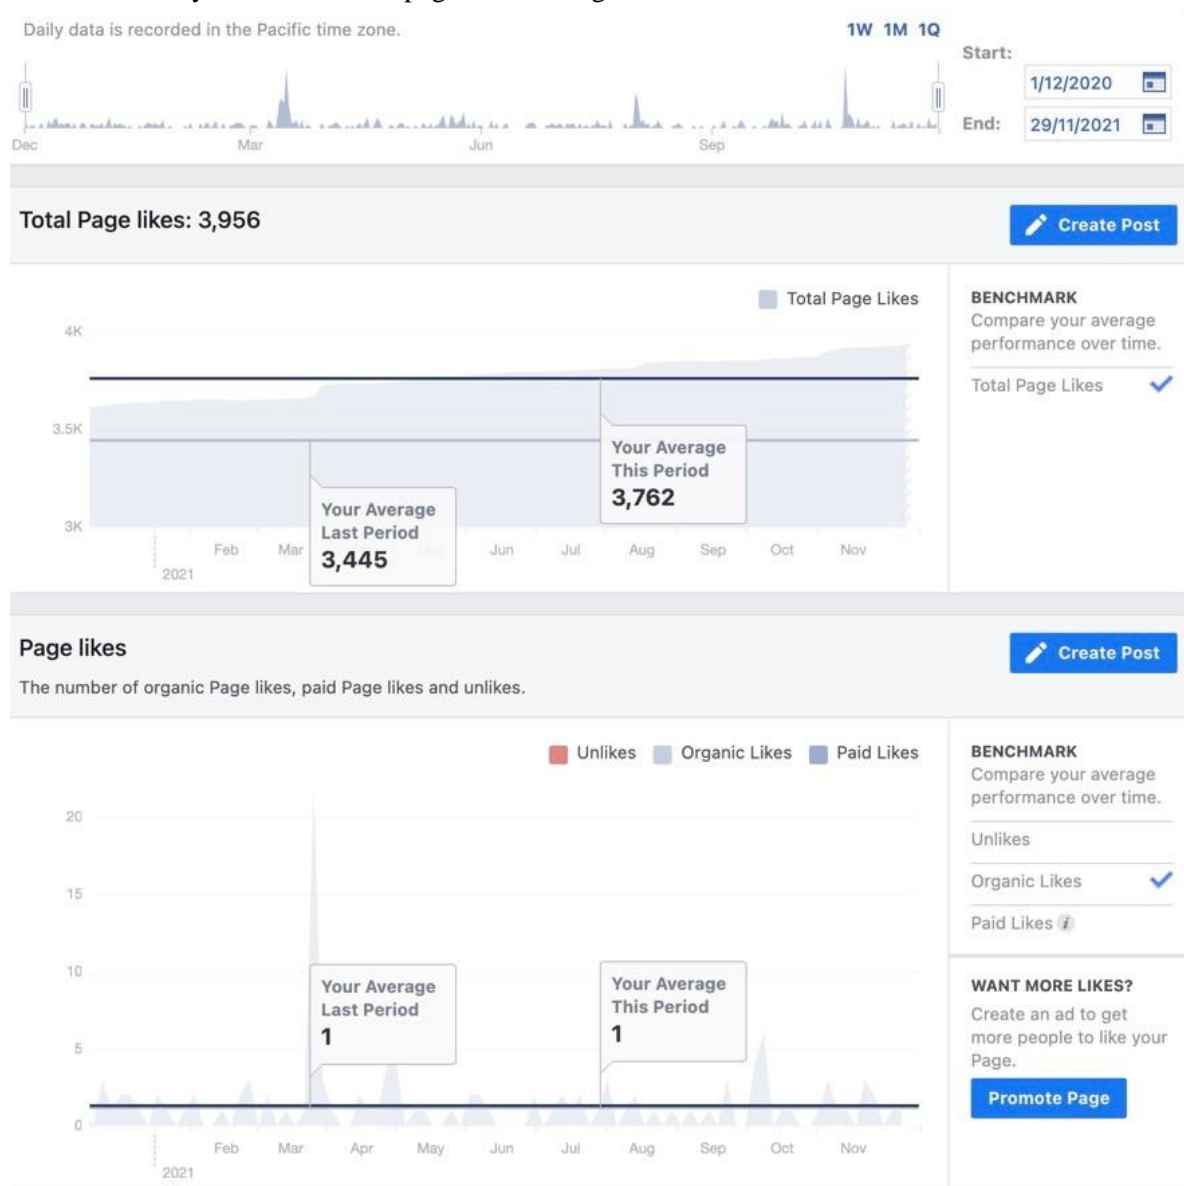 Daily data is recorded in the Pacific time zone.
1W 1M 1Q
Start:
1/12/2020
End:
29/11/2021
Dec Mar Jun Sep
Total Page likes: 3,956
Create Post
Total Page Likes
BENCHMARK
Compare your average
performance over time.
Total Page Likes
4K
3.5K
3K
Your Average
This Period
3,762
Your Average
Last Period
3,445
Feb Mar Jun Jul Aug Sep Oct Nov
2021
Page likes
Create Post
The number of organic Page likes, paid Page likes and unlikes.
Unlikes Organic Likes Paid Likes
BENCHMARK
Compare your average
performance over time.
Unlikes
Organic Likes
Paid Likes i
20
15
10
5
0
Your Average
Last Period
1
Your Average
This Period
1
Feb Mar Apr May Jun Jul Aug Sep Oct Nov
2021
WANT MORE LIKES?
Create an ad to get
more people to like your
Page.
Promote Page